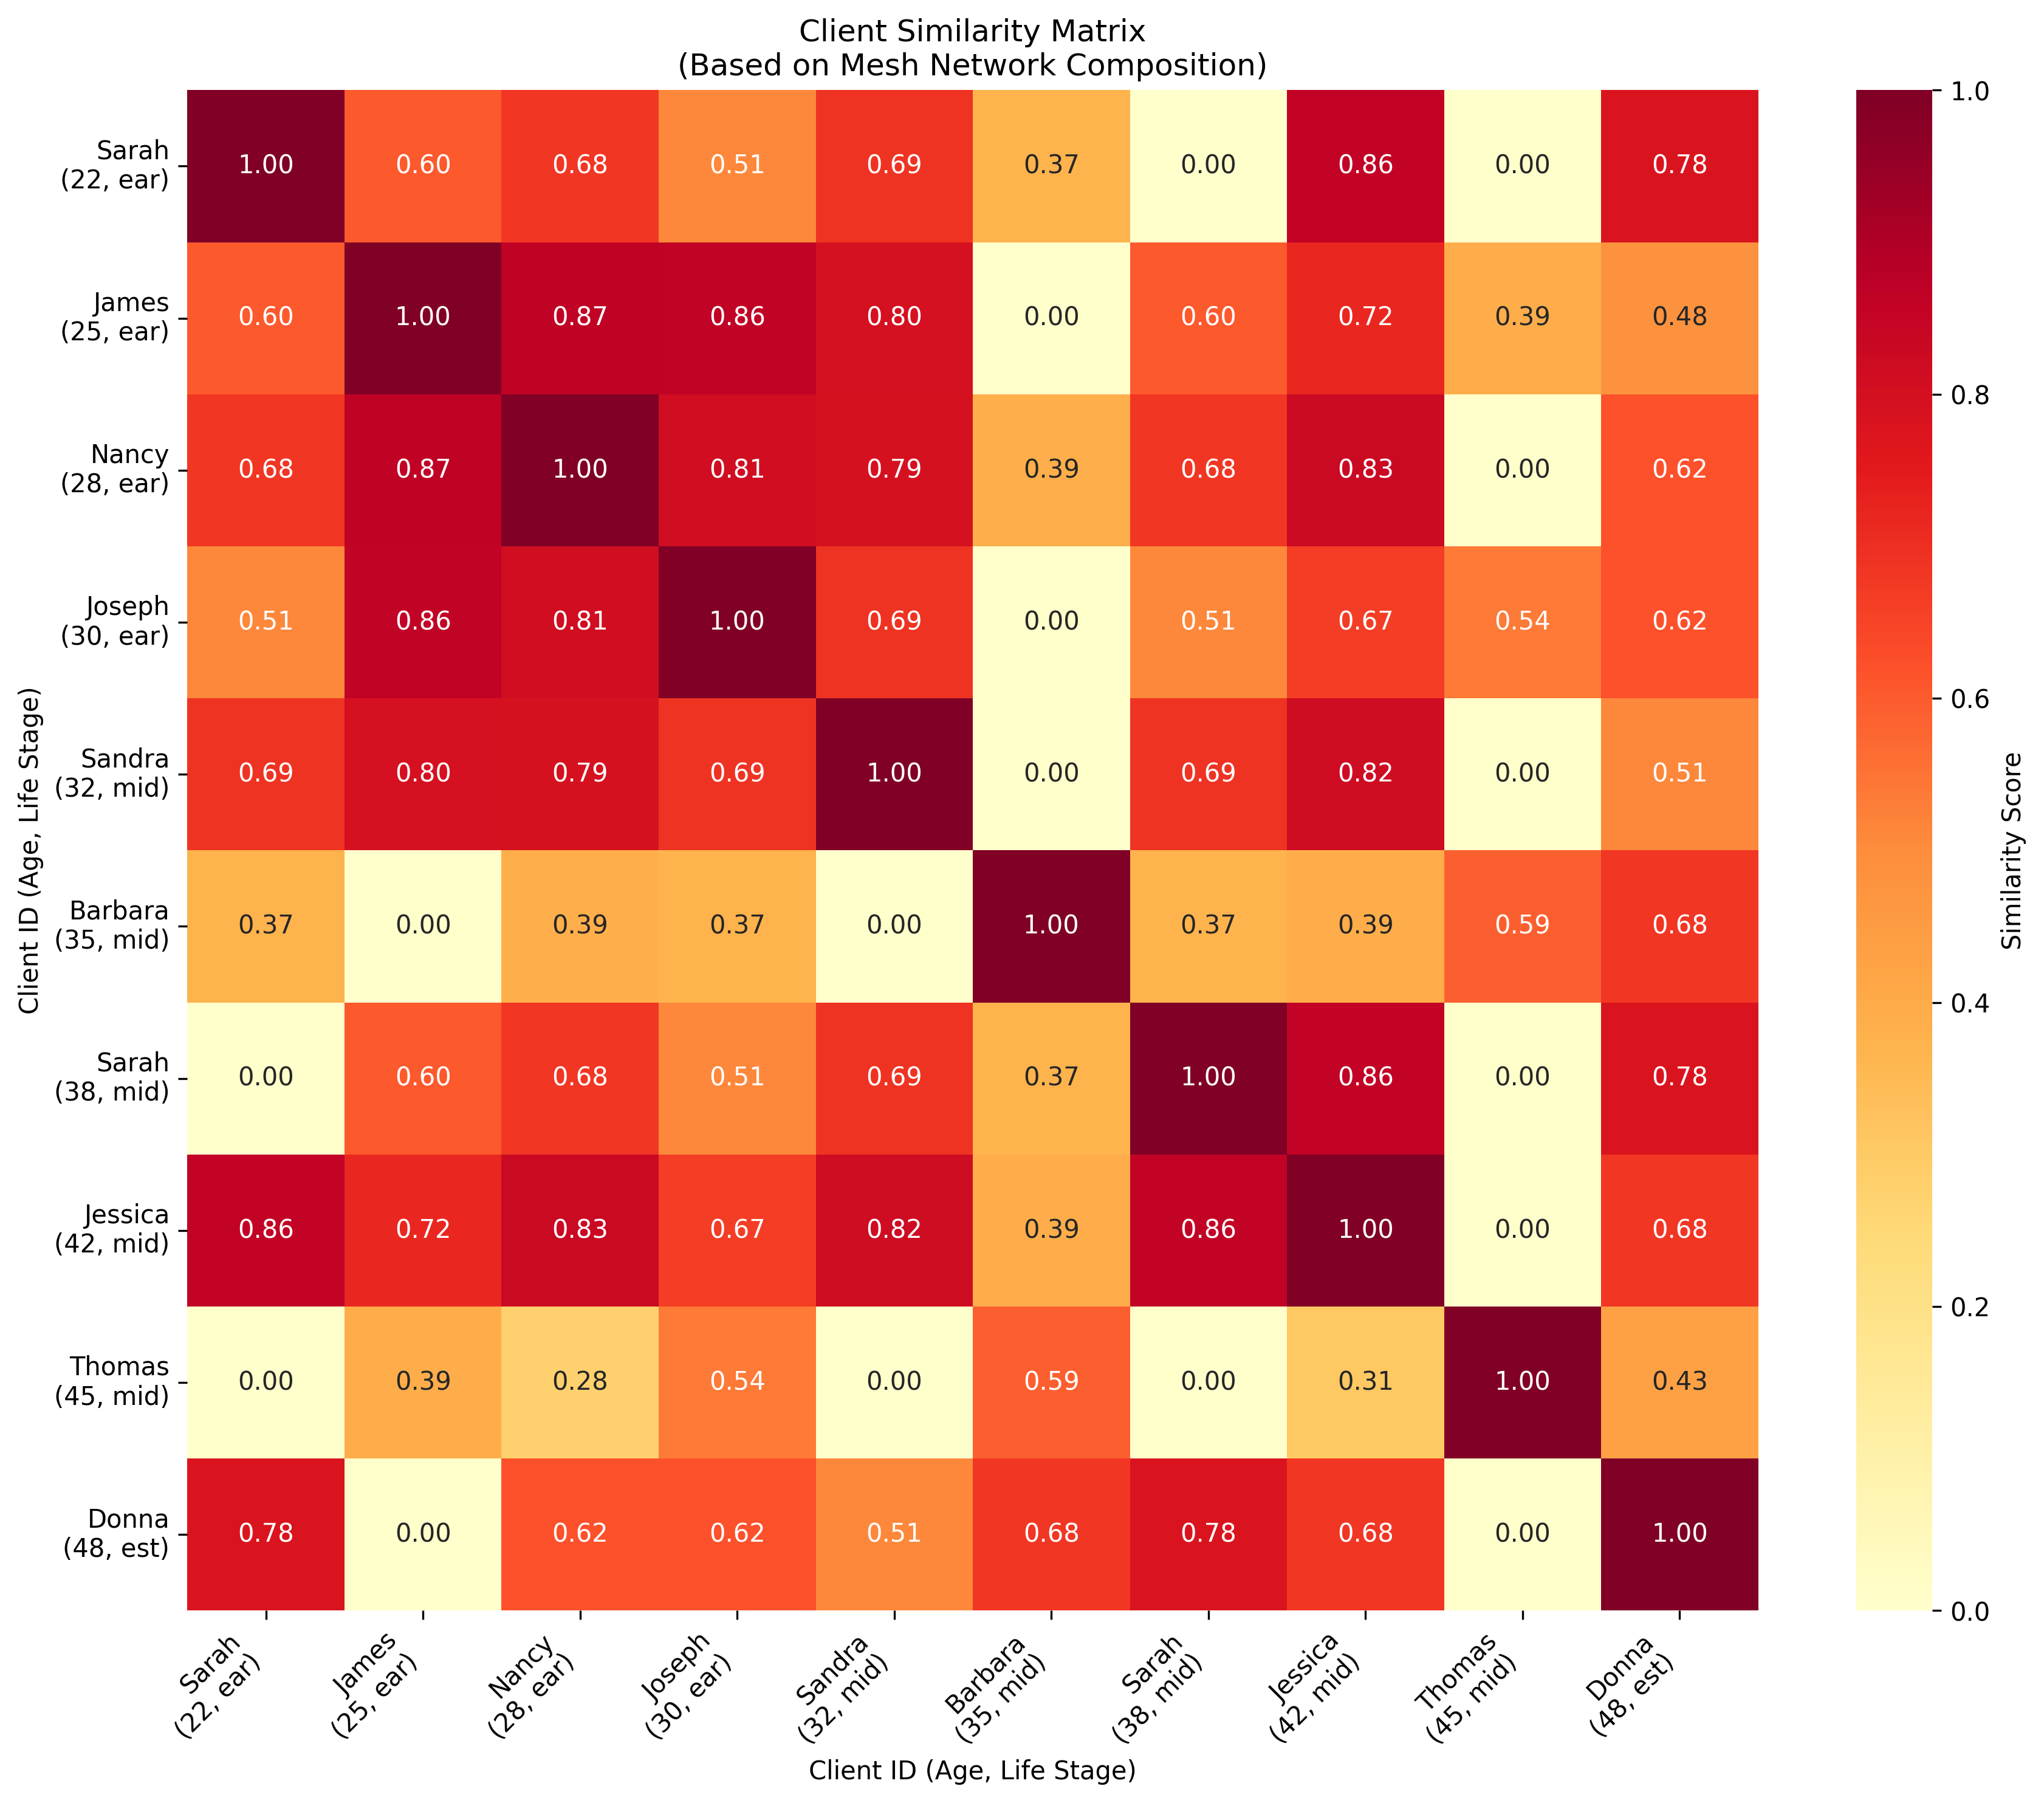 Client Similarity Matrix
(Based on Mesh Network Composition)
Client ID (Age, Life Stage)
Sarah
(22, ear)
1.00 0.60 0.68 0.51 0.69 0.37 0.00 0.86 0.00 0.78
James
(25, ear)
0.60 1.00 0.87 0.86 0.80 0.00 0.60 0.72 0.39 0.48
Nancy
(28, ear)
0.68 0.87 1.00 0.81 0.79 0.39 0.68 0.83 0.00 0.62
Joseph
(30, ear)
0.51 0.86 0.81 1.00 0.69 0.00 0.51 0.67 0.54 0.62
Sandra
(32, mid)
0.69 0.80 0.79 0.69 1.00 0.00 0.69 0.82 0.00 0.51
Barbara
(35, mid)
0.37 0.00 0.39 0.37 0.00 1.00 0.37 0.39 0.59 0.68
Sarah
(38, mid)
0.00 0.60 0.68 0.51 0.69 0.37 1.00 0.86 0.00 0.78
Jessica
(42, mid)
0.86 0.72 0.83 0.67 0.82 0.39 0.86 1.00 0.00 0.68
Thomas
(45, mid)
0.00 0.39 0.28 0.54 0.00 0.59 0.00 0.31 1.00 0.43
Donna
(48, est)
0.78 0.00 0.62 0.62 0.51 0.68 0.78 0.68 0.00 1.00
Sarah
(22, ear)
James
(25, ear)
Nancy
(28, ear)
Joseph
(30, ear)
Sandra
(32, mid)
Barbara
(35, mid)
Sarah
(38, mid)
Jessica
(42, mid)
Thomas
(45, mid)
Donna
(48, est)
Client ID (Age, Life Stage)
1.0
0.8
0.6
0.4
0.2
0.0
Similarity Score